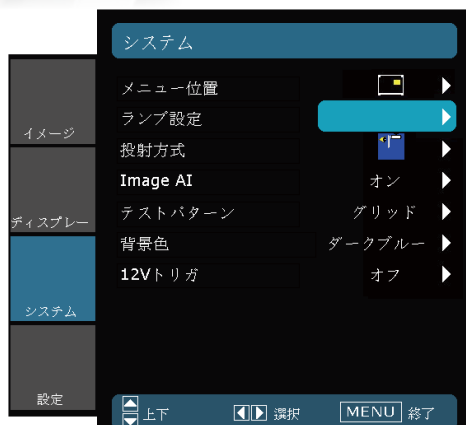 システム
イメージ
ディスプレー
システム
設定
メニュー位置
ランプ設定
投射方式
Image AI オン
テストパターン グリッド
背景色 ダークブルー
12Vトリガ オフ
上下 選択 MENU 終了